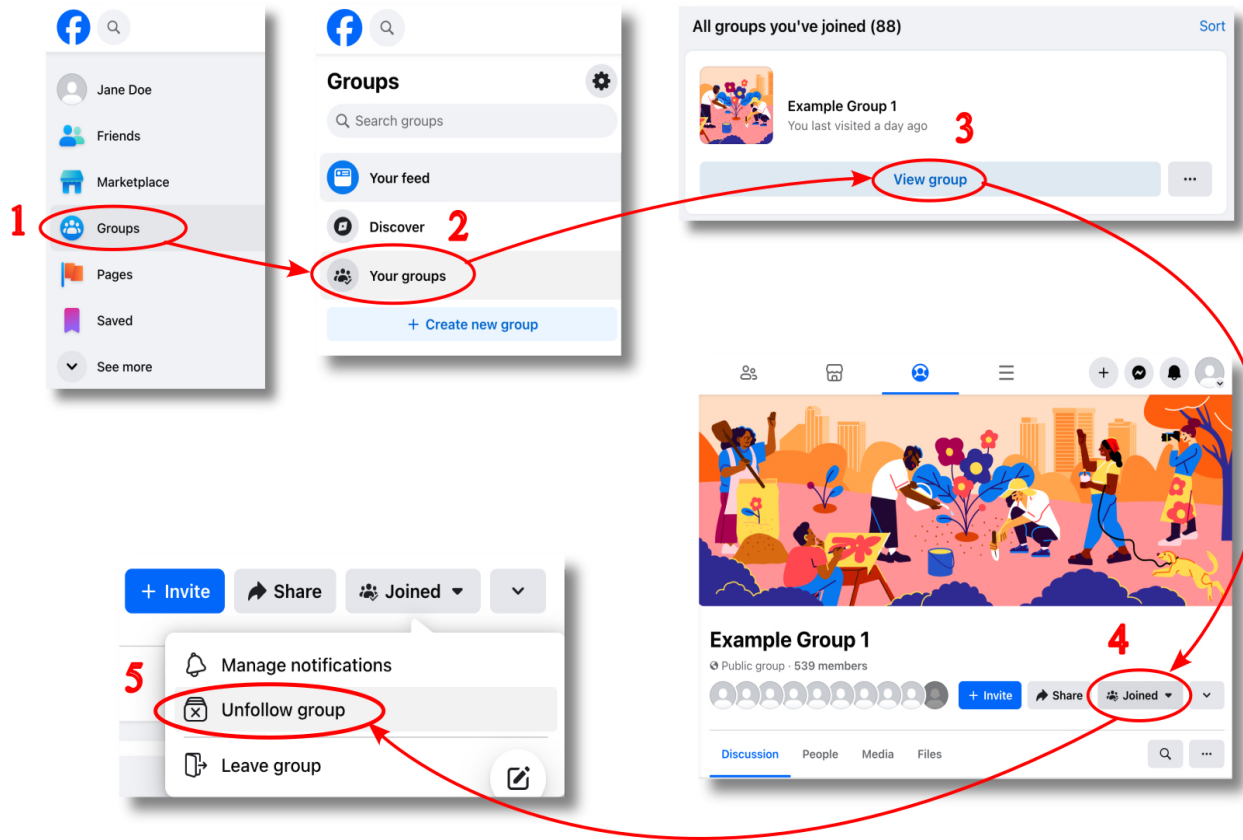 1
Jane Doe
Friends
Marketplace
Groups
Pages
Saved
See more
Groups
Search groups
Your feed
Discover
2
Your groups
+ Create new group
All groups you've joined (88)
Sort
Example Group 1
You last visited a day ago
3
View group
Example Group 1
4
Public group · 539 members
+ Invite
Share
Joined
Discussion
People
Media
Files
+ Invite
Share
Joined
5
Manage notifications
Unfollow group
Leave group